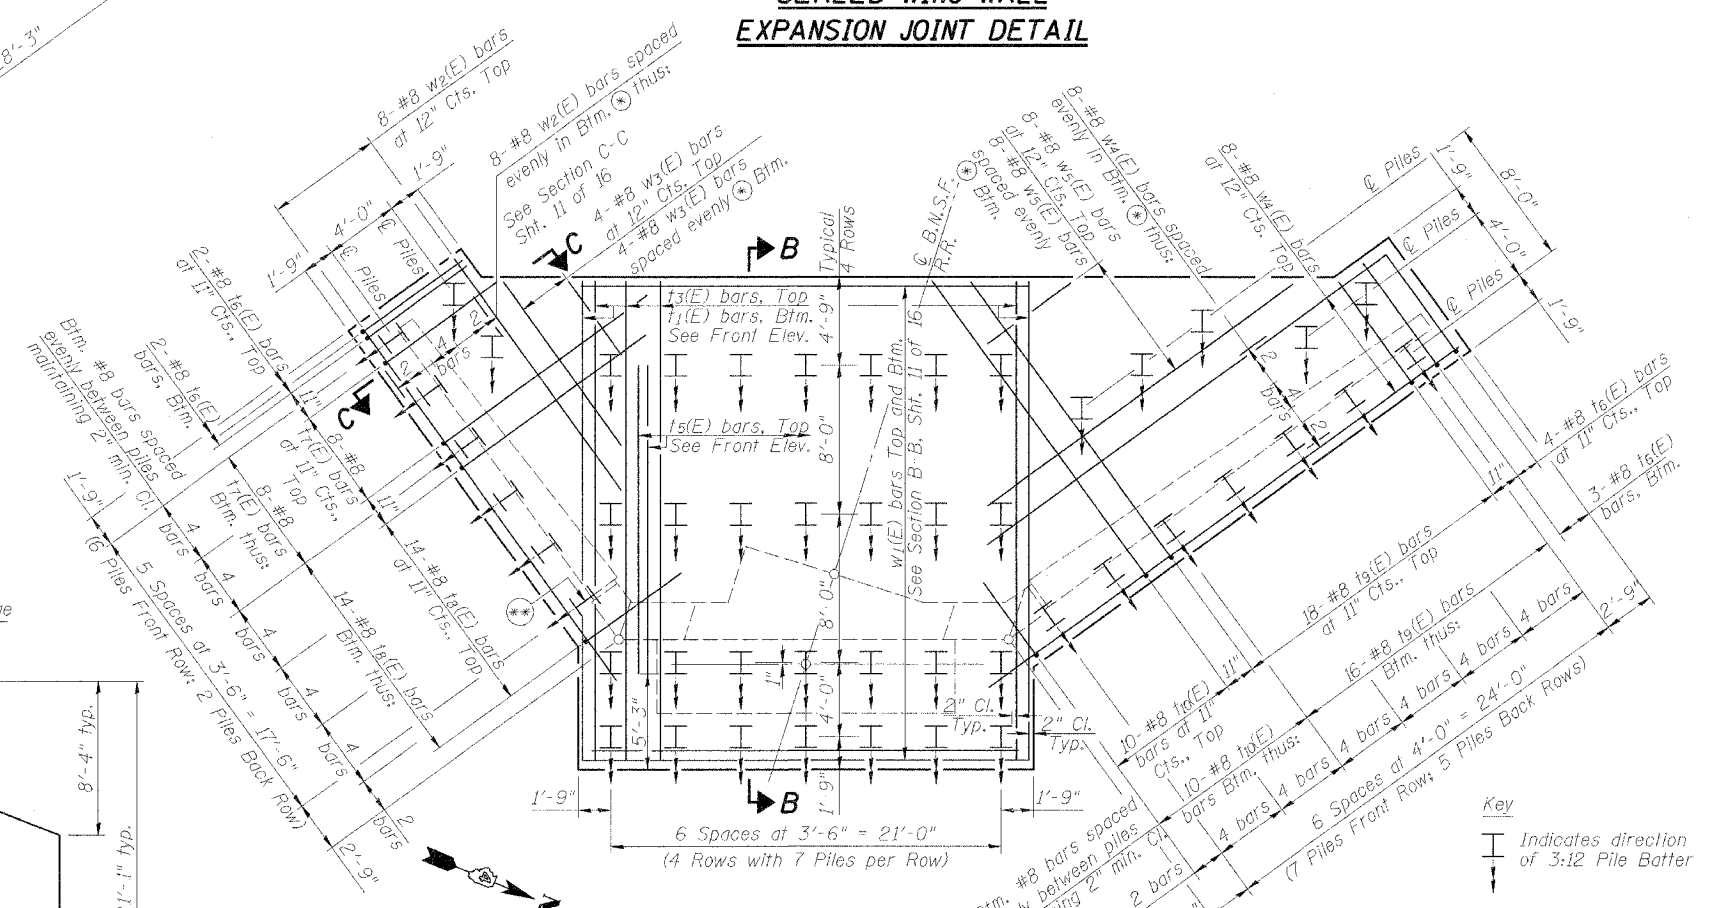 EXPANSION JOINT DETAIL
8'-3"
8- #8 w2(E) bars
at 12" Cts. Top
8- #8 w2(E) bars spaced
evenly in Btm. * thus:
See Section C-C
Sht. 11 of 16
4- #8 w3(E) bars
at 12" Cts. Top
4- #8 w3(E) bars
spaced evenly * Btm.
1'-9"
4'-0"
1'-9"
℄ Piles
℄ Piles
C
C
B
Typical
4 Rows
℄ B.N.S.F.
R.R.
8- #8 w4(E) bars spaced
evenly in Btm. * thus:
8- #8 w5(E) bars
at 12" Cts. Top
8- #8 w5(E) bars
spaced evenly
* Btm.
8- #8 w4(E) bars
at 12" Cts. Top
℄ Piles
1'-9"
8'-0"
℄ Piles
4'-0"
℄ Piles
1'-9"
2- #8 t6(E) bars
at 11" Cts., Top
2- #8 t6(E)
bars, Btm.
Btm. #8 bars spaced
evenly between piles
maintaining 2" min. Cl.
2
4
bars
2
t3(E) bars, Top
t1(E) bars, Btm.
See Front Elev.
4'-9"
t5(E) bars, Top
See Front Elev.
8'-0"
w1(E) bars Top and Btm.
See Section B-B, Sht. 11 of 16
2
4
bars
2
4- #8 t6(E) bars
at 11" Cts., Top
3- #8 t6(E)
bars, Btm.
11"
11"
8- #8
t7(E) bars
at 11" Cts.,
Top
11"
8- #8
t7(E) bars
Btm. thus:
14- #8 t8(E) bars
at 11" Cts., Top
14- #8 t8(E) bars
Btm. thus:
**
1'-9"
5 Spaces at 3'-6" = 17'-6"
(6 Piles Front Row; 2 Piles Back Row)
2'-9"
4
bars
4
bars
4
bars
4
bars
4
bars
2
bars
8'-0"
1"
4'-0"
5'-3"
1'-9"
2" Cl.
Typ.
2" Cl.
Typ.
18- #8 t9(E) bars
at 11" Cts., Top
16- #8 t9(E) bars
Btm. thus:
11"
10- #8 t10(E)
bars at 11"
Cts., Top
10- #8 t10(E)
bars Btm. thus:
4 bars
4 bars
4 bars
4 bars
4 bars
4 bars
2 bars
2'-9"
6 Spaces at 4'-0" = 24'-0"
(7 Piles Front Row; 5 Piles Back Rows)
#8 bars spaced
between piles
2" min. Cl.
8'-4" typ.
typ.
1'-9"
B
1'-9"
6 Spaces at 3'-6" = 21'-0"
(4 Rows with 7 Piles per Row)
N
Key
Indicates direction
of 3:12 Pile Batter